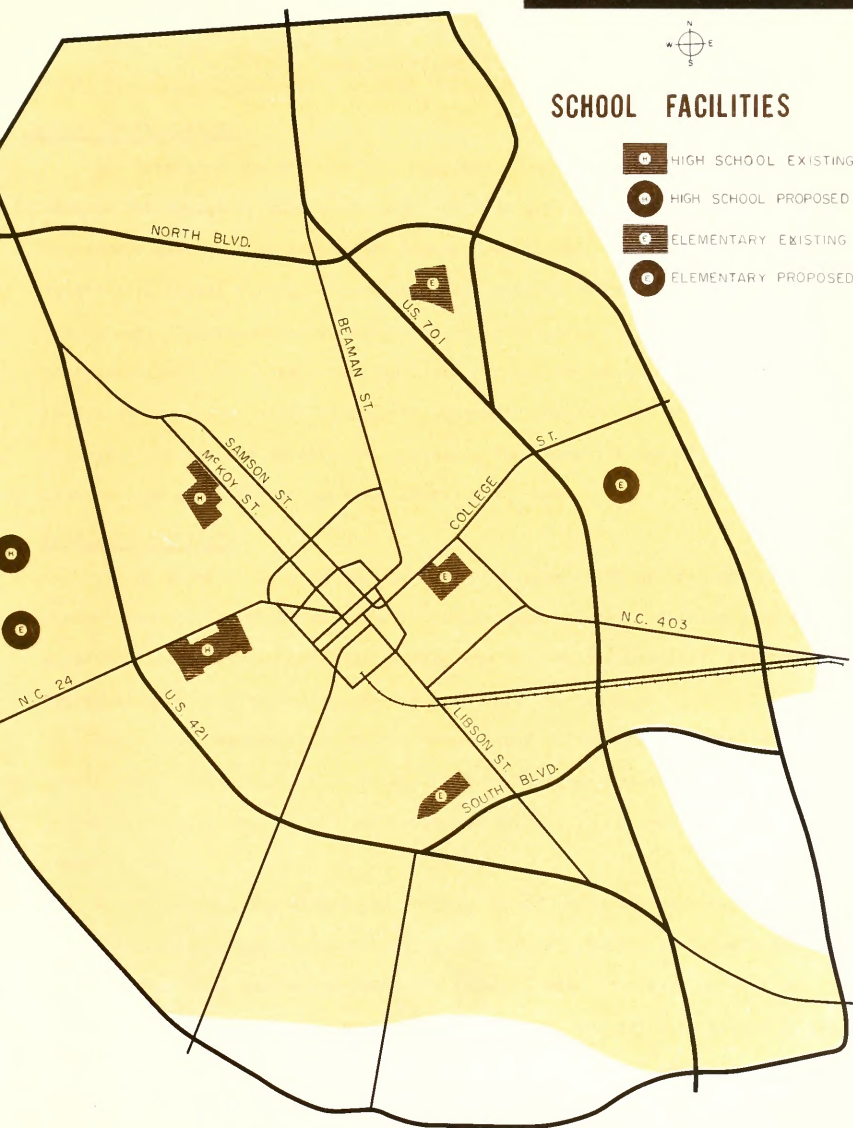 N
W E
S
SCHOOL FACILITIES
H HIGH SCHOOL EXISTING
H HIGH SCHOOL PROPOSED
E ELEMENTARY EXISTING
E ELEMENTARY PROPOSED
NORTH BLVD.
E
U.S. 701
BEAMAN ST.
SAMSON ST.
McKOY ST.
H
COLLEGE ST.
E
H
E
N.C. 403
E
H
N.C. 24
U.S. 421
LIBSON ST.
SOUTH BLVD.
E